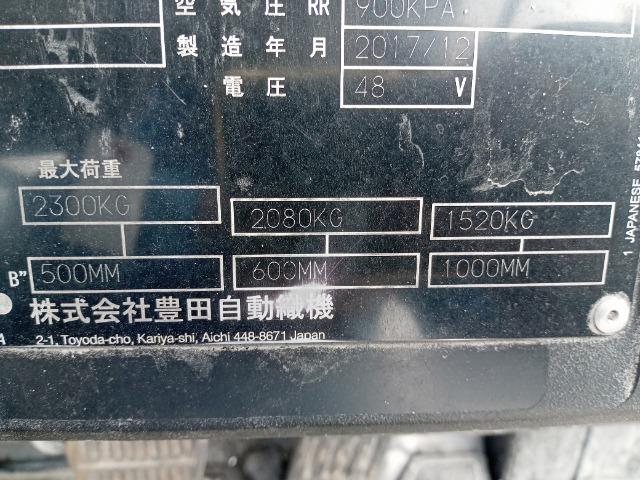 空気圧 RR 900KPA
製造年月 2017/12
電圧 48 V
最大荷重
2300KG 2080KG 1520KG
B" 500MM 600MM 1000MM
株式会社豊田自動織機
2-1, Toyoda-cho, Kariya-shi, Aichi 448-8671 Japan
1 JAPANESE